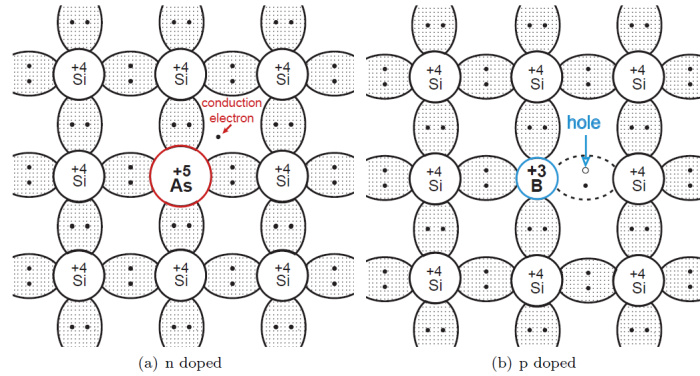 +4 +4 +4 +4 +4 +4
Si Si Si Si Si Si
conduction
electron
hole
+4 +5 +4 +4 +3 +4
Si As Si Si B Si
+4 +4 +4 +4 +4 +4
Si Si Si Si Si Si
(a) n doped (b) p doped